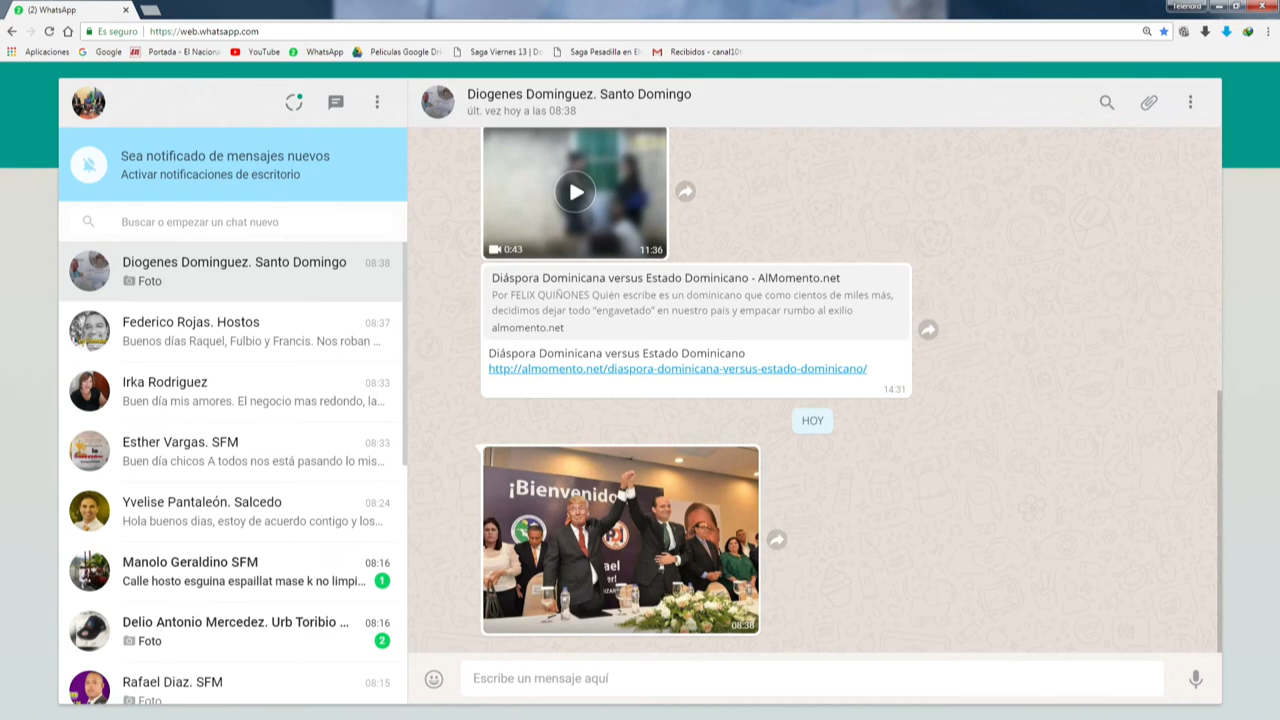 Telenord
(2) WhatsApp
Es seguro
https://web.whatsapp.com
Aplicaciones
Google
Portada - El Naciona
YouTube
WhatsApp
Peliculas Google Dri
Saga Viernes 13 | Do
Saga Pesadilla en El
Recibidos - canal10t
Sea notificado de mensajes nuevos
Activar notificaciones de escritorio
Buscar o empezar un chat nuevo
Diogenes Dominguez. Santo Domingo 08:38
Foto
Federico Rojas. Hostos 08:37
Buenos días Raquel, Fulbio y Francis. Nos roban ...
Irka Rodriguez 08:33
Buen día mis amores. El negocio mas redondo, la...
Esther Vargas. SFM 08:33
Buen día chicos A todos nos está pasando lo mis...
Yvelise Pantaleón. Salcedo 08:24
Hola buenos dias, estoy de acuerdo contigo y los...
Manolo Geraldino SFM 08:16
Calle hosto esguina espaillat mase k no limpi... 1
Delio Antonio Mercedez. Urb Toribio ... 08:16
Foto 2
Rafael Diaz. SFM 08:15
Foto
Diogenes Dominguez. Santo Domingo
últ. vez hoy a las 08:38
0:43 11:36
Diáspora Dominicana versus Estado Dominicano - AlMomento.net
Por FELIX QUIÑONES Quién escribe es un dominicano que como cientos de miles más,
decidimos dejar todo “engavetado” en nuestro país y empacar rumbo al exilio
almomento.net
Diáspora Dominicana versus Estado Dominicano
http://almomento.net/diaspora-dominicana-versus-estado-dominicano/
14:31
HOY
¡Bienvenido
08:38
Escribe un mensaje aquí